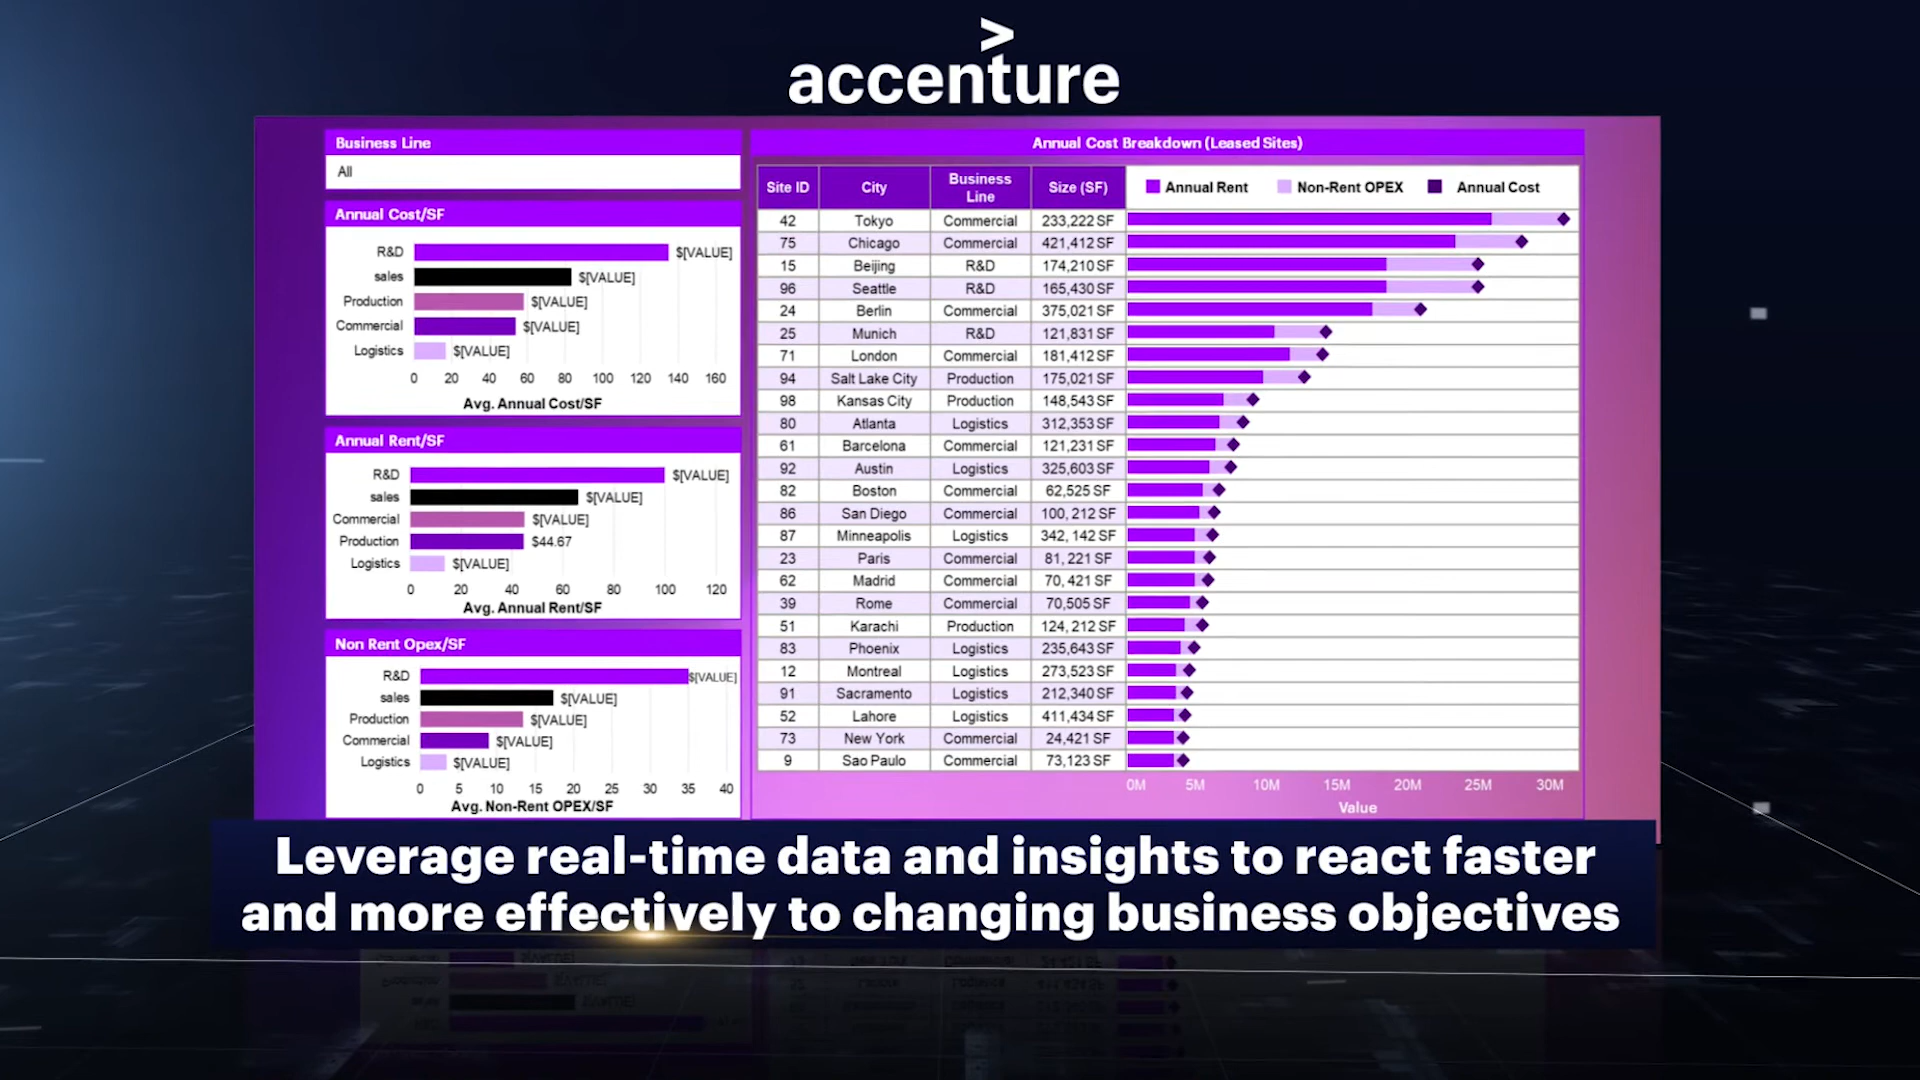 accenture
Business Line
All
Annual Cost/SF
R&D $[VALUE]
sales $[VALUE]
Production $[VALUE]
Commercial $[VALUE]
Logistics $[VALUE]
0 20 40 60 80 100 120 140 160
Avg. Annual Cost/SF
Annual Rent/SF
R&D $[VALUE]
sales $[VALUE]
Commercial $[VALUE]
Production $44.67
Logistics $[VALUE]
0 20 40 60 80 100 120
Avg. Annual Rent/SF
Non Rent Opex/SF
R&D $[VALUE]
sales $[VALUE]
Production $[VALUE]
Commercial $[VALUE]
Logistics $[VALUE]
0 5 10 15 20 25 30 35 40
Avg. Non-Rent OPEX/SF
Annual Cost Breakdown (Leased Sites)
Site ID City Business Line Size (SF) Annual Rent Non-Rent OPEX Annual Cost
42 Tokyo Commercial 233,222 SF
75 Chicago Commercial 421,412 SF
15 Beijing R&D 174,210 SF
96 Seattle R&D 165,430 SF
24 Berlin Commercial 375,021 SF
25 Munich R&D 121,831 SF
71 London Commercial 181,412 SF
94 Salt Lake City Production 175,021 SF
98 Kansas City Production 148,543 SF
80 Atlanta Logistics 312,353 SF
61 Barcelona Commercial 121,231 SF
92 Austin Logistics 325,603 SF
82 Boston Commercial 62,525 SF
86 San Diego Commercial 100, 212 SF
87 Minneapolis Logistics 342, 142 SF
23 Paris Commercial 81, 221 SF
62 Madrid Commercial 70, 421 SF
39 Rome Commercial 70,505 SF
51 Karachi Production 124, 212 SF
83 Phoenix Logistics 235,643 SF
12 Montreal Logistics 273,523 SF
91 Sacramento Logistics 212,340 SF
52 Lahore Logistics 411,434 SF
73 New York Commercial 24,421 SF
9 Sao Paulo Commercial 73,123 SF
0M 5M 10M 15M 20M 25M 30M
Value
Leverage real-time data and insights to react faster
and more effectively to changing business objectives